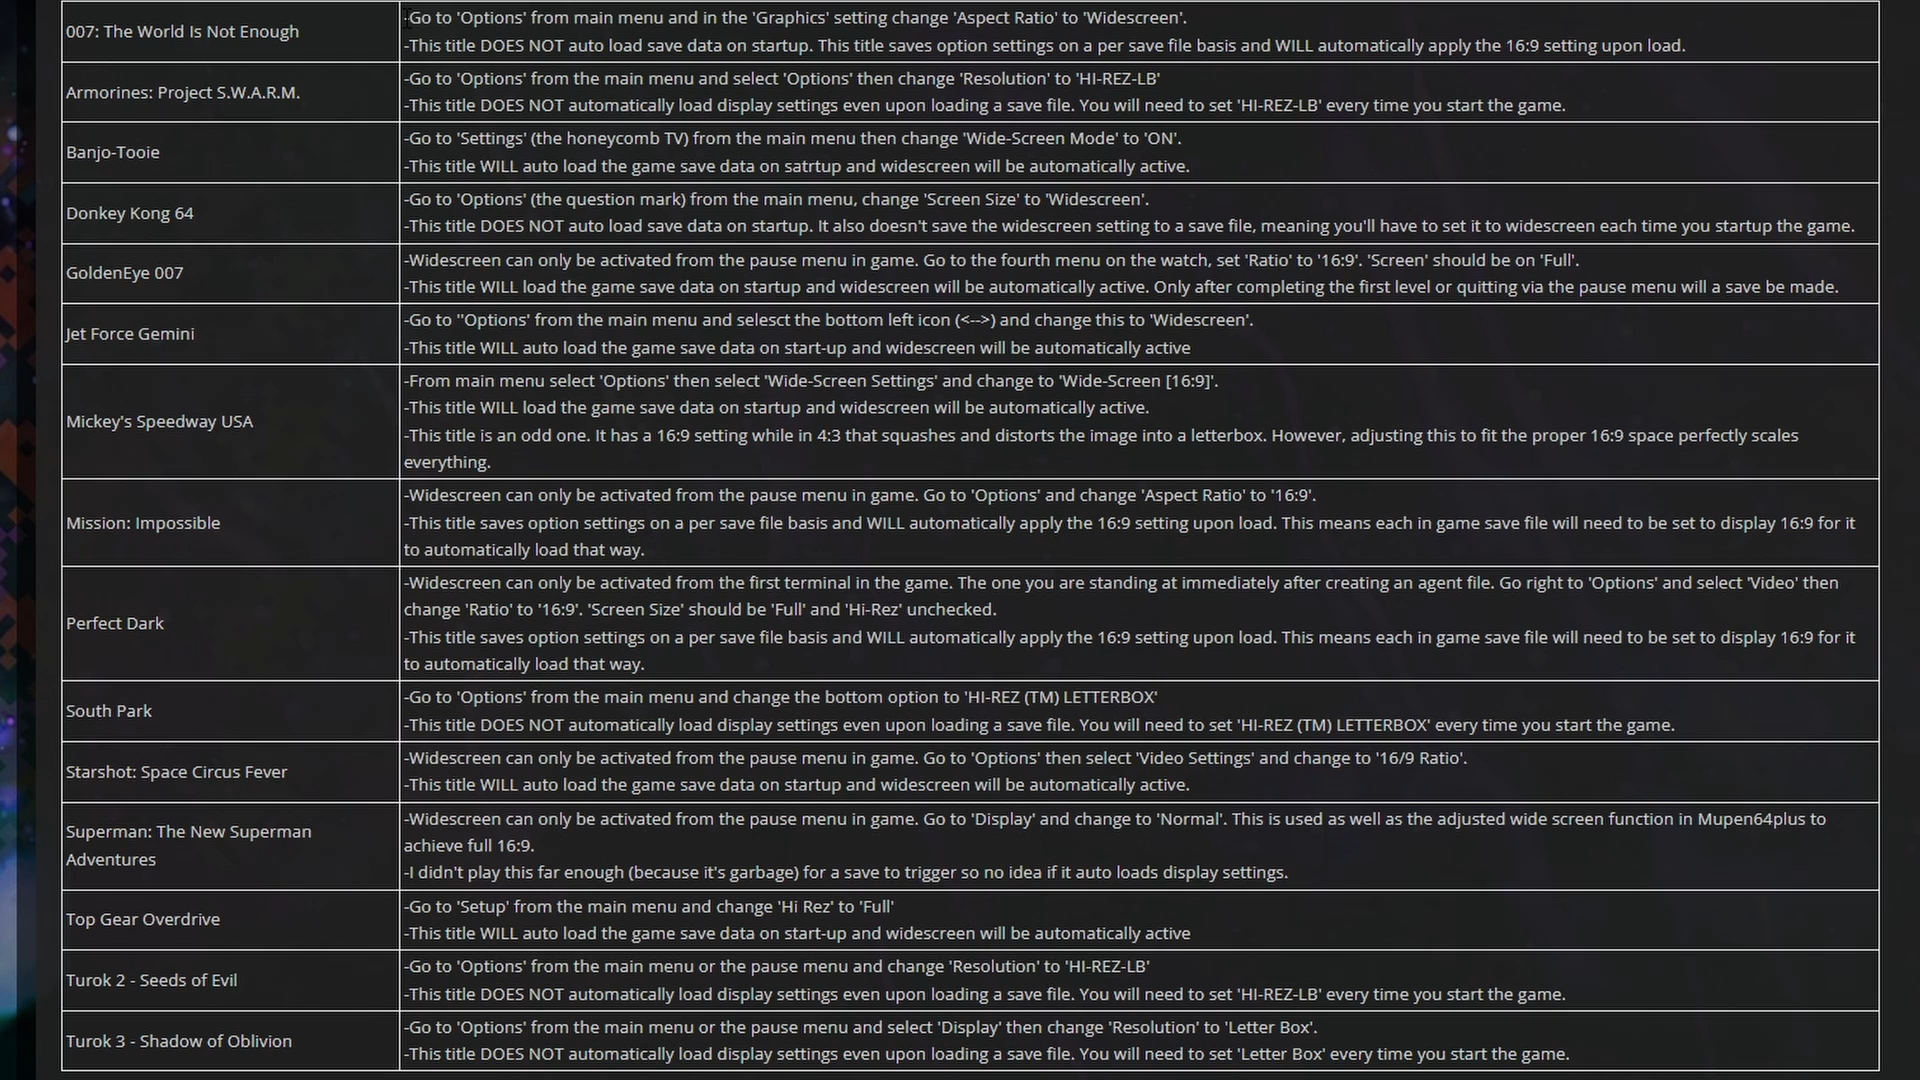 007: The World Is Not Enough
-Go to 'Options' from main menu and in the 'Graphics' setting change 'Aspect Ratio' to 'Widescreen'.
-This title DOES NOT auto load save data on startup. This title saves option settings on a per save file basis and WILL automatically apply the 16:9 setting upon load.
Armorines: Project S.W.A.R.M.
-Go to 'Options' from the main menu and select 'Options' then change 'Resolution' to 'HI-REZ-LB'
-This title DOES NOT automatically load display settings even upon loading a save file. You will need to set 'HI-REZ-LB' every time you start the game.
Banjo-Tooie
-Go to 'Settings' (the honeycomb TV) from the main menu then change 'Wide-Screen Mode' to 'ON'.
-This title WILL auto load the game save data on satrtup and widescreen will be automatically active.
Donkey Kong 64
-Go to 'Options' (the question mark) from the main menu, change 'Screen Size' to 'Widescreen'.
-This title DOES NOT auto load save data on startup. It also doesn't save the widescreen setting to a save file, meaning you'll have to set it to widescreen each time you startup the game.
GoldenEye 007
-Widescreen can only be activated from the pause menu in game. Go to the fourth menu on the watch, set 'Ratio' to '16:9'. 'Screen' should be on 'Full'.
-This title WILL load the game save data on startup and widescreen will be automatically active. Only after completing the first level or quitting via the pause menu will a save be made.
Jet Force Gemini
-Go to ''Options' from the main menu and selesct the bottom left icon (<-->) and change this to 'Widescreen'.
-This title WILL auto load the game save data on start-up and widescreen will be automatically active
Mickey's Speedway USA
-From main menu select 'Options' then select 'Wide-Screen Settings' and change to 'Wide-Screen [16:9]'.
-This title WILL load the game save data on startup and widescreen will be automatically active.
-This title is an odd one. It has a 16:9 setting while in 4:3 that squashes and distorts the image into a letterbox. However, adjusting this to fit the proper 16:9 space perfectly scales
everything.
Mission: Impossible
-Widescreen can only be activated from the pause menu in game. Go to 'Options' and change 'Aspect Ratio' to '16:9'.
-This title saves option settings on a per save file basis and WILL automatically apply the 16:9 setting upon load. This means each in game save file will need to be set to display 16:9 for it
to automatically load that way.
Perfect Dark
-Widescreen can only be activated from the first terminal in the game. The one you are standing at immediately after creating an agent file. Go right to 'Options' and select 'Video' then
change 'Ratio' to '16:9'. 'Screen Size' should be 'Full' and 'Hi-Rez' unchecked.
-This title saves option settings on a per save file basis and WILL automatically apply the 16:9 setting upon load. This means each in game save file will need to be set to display 16:9 for it
to automatically load that way.
South Park
-Go to 'Options' from the main menu and change the bottom option to 'HI-REZ (TM) LETTERBOX'
-This title DOES NOT automatically load display settings even upon loading a save file. You will need to set 'HI-REZ (TM) LETTERBOX' every time you start the game.
Starshot: Space Circus Fever
-Widescreen can only be activated from the pause menu in game. Go to 'Options' then select 'Video Settings' and change to '16/9 Ratio'.
-This title WILL auto load the game save data on startup and widescreen will be automatically active.
Superman: The New Superman
Adventures
-Widescreen can only be activated from the pause menu in game. Go to 'Display' and change to 'Normal'. This is used as well as the adjusted wide screen function in Mupen64plus to
achieve full 16:9.
-I didn't play this far enough (because it's garbage) for a save to trigger so no idea if it auto loads display settings.
Top Gear Overdrive
-Go to 'Setup' from the main menu and change 'Hi Rez' to 'Full'
-This title WILL auto load the game save data on start-up and widescreen will be automatically active
Turok 2 - Seeds of Evil
-Go to 'Options' from the main menu or the pause menu and change 'Resolution' to 'HI-REZ-LB'
-This title DOES NOT automatically load display settings even upon loading a save file. You will need to set 'HI-REZ-LB' every time you start the game.
Turok 3 - Shadow of Oblivion
-Go to 'Options' from the main menu or the pause menu and select 'Display' then change 'Resolution' to 'Letter Box'.
-This title DOES NOT automatically load display settings even upon loading a save file. You will need to set 'Letter Box' every time you start the game.